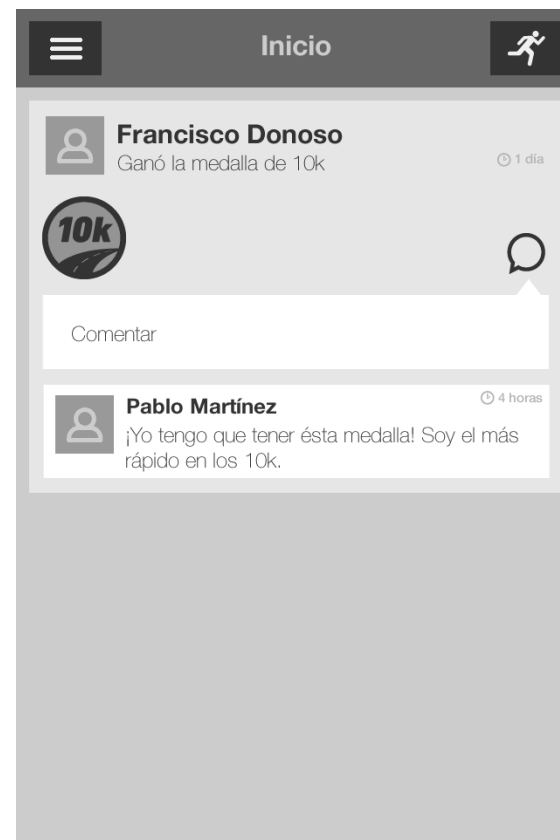 Inicio
Francisco Donoso
Ganó la medalla de 10k
1 día
10k
Comentar
Pablo Martínez
4 horas
¡Yo tengo que tener ésta medalla! Soy el más
rápido en los 10k.